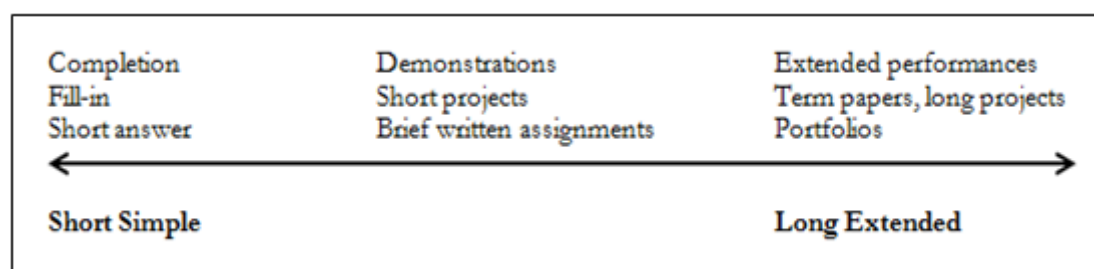 Completion Demonstrations Extended performances
Fill-in Short projects Term papers, long projects
Short answer Brief written assignments Portfolios
Short Simple Long Extended